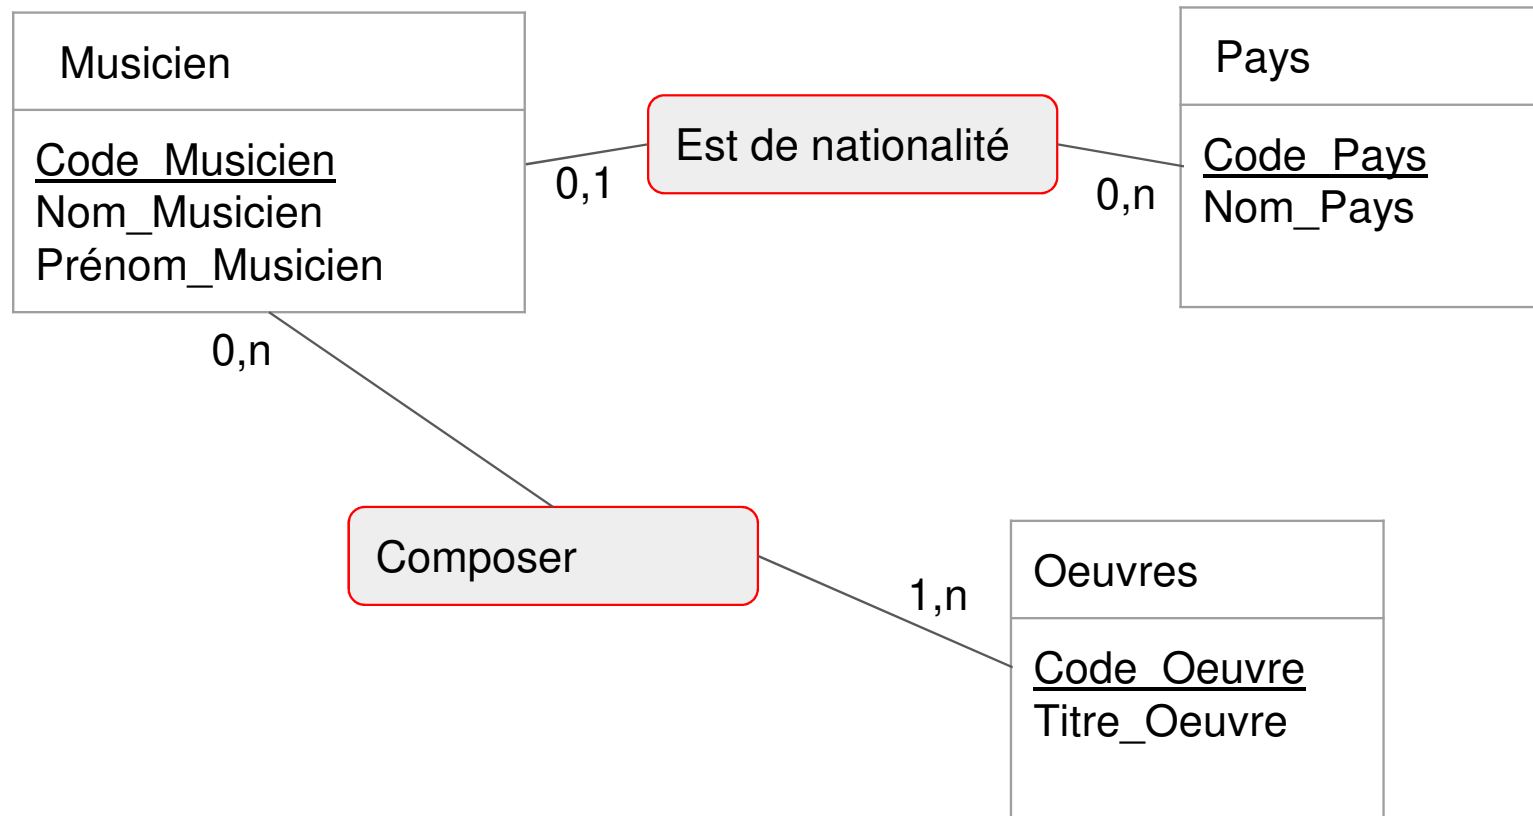 Musicien
Code_Musicien
Nom_Musicien
Prénom_Musicien
0,1
Est de nationalité
0,n
Pays
Code_Pays
Nom_Pays
0,n
Composer
1,n
Oeuvres
Code_Oeuvre
Titre_Oeuvre